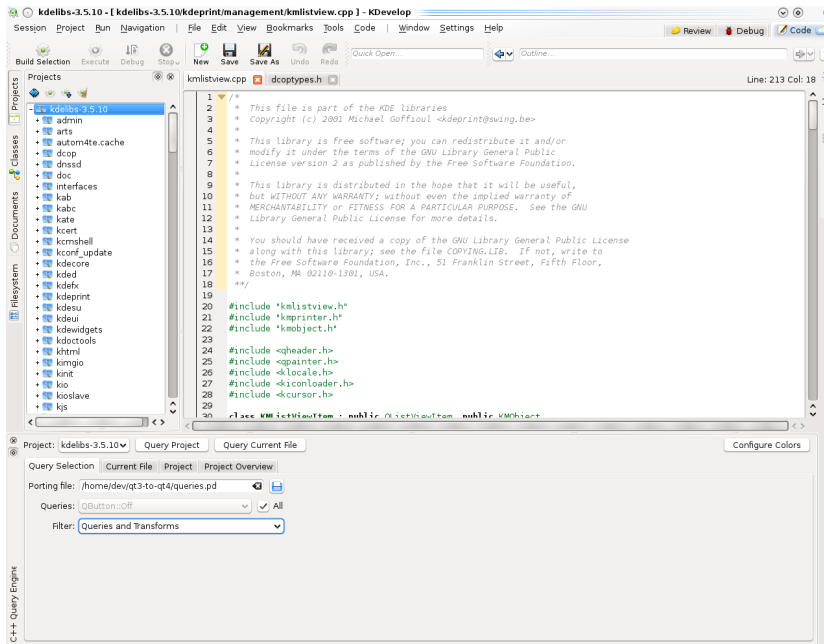 kdelibs-3.5.10 - [ kdelibs-3.5.10/kdeprint/management/kmlistview.cpp ] - KDevelop
Session Project Run Navigation | File Edit View Bookmarks Tools Code | Window Settings Help
Review Debug Code
Build Selection Execute Debug Stop New Save Save As Undo Redo Quick Open... Outline...
Projects
kmlistview.cpp dcoptypes.h Line: 213 Col: 18
Projects
Classes
Documents
Filesystem
kdelibs-3.5.10
admin
arts
autom4te.cache
dcop
dnssd
doc
interfaces
kab
kabc
kate
kcert
kcmshell
kconf_update
kdecore
kded
kdefx
kdeprint
kdesu
kdeui
kdewidgets
kdoctools
khtml
kimgio
kinit
kio
kioslave
kjs
1 /*
2 * This file is part of the KDE libraries
3 * Copyright (c) 2001 Michael Goffioul <kdeprint@swing.be>
4 *
5 * This library is free software; you can redistribute it and/or
6 * modify it under the terms of the GNU Library General Public
7 * License version 2 as published by the Free Software Foundation.
8 *
9 * This library is distributed in the hope that it will be useful,
10 * but WITHOUT ANY WARRANTY; without even the implied warranty of
11 * MERCHANTABILITY or FITNESS FOR A PARTICULAR PURPOSE. See the GNU
12 * Library General Public License for more details.
13 *
14 * You should have received a copy of the GNU Library General Public License
15 * along with this library; see the file COPYING.LIB. If not, write to
16 * the Free Software Foundation, Inc., 51 Franklin Street, Fifth Floor,
17 * Boston, MA 02110-1301, USA.
18 **/
19
20 #include "kmlistview.h"
21 #include "kmprinter.h"
22 #include "kmobject.h"
23
24 #include <qheader.h>
25 #include <qpainter.h>
26 #include <klocale.h>
27 #include <kiconloader.h>
28 #include <kcursor.h>
29
30 class KMListViewItem : public QListViewItem, public KMObject
C++ Query Engine
Project: kdelibs-3.5.10 Query Project Query Current File Configure Colors
Query Selection Current File Project Project Overview
Porting file: /home/dev/qt3-to-qt4/queries.pd
Queries: QButton::Off All
Filter: Queries and Transforms